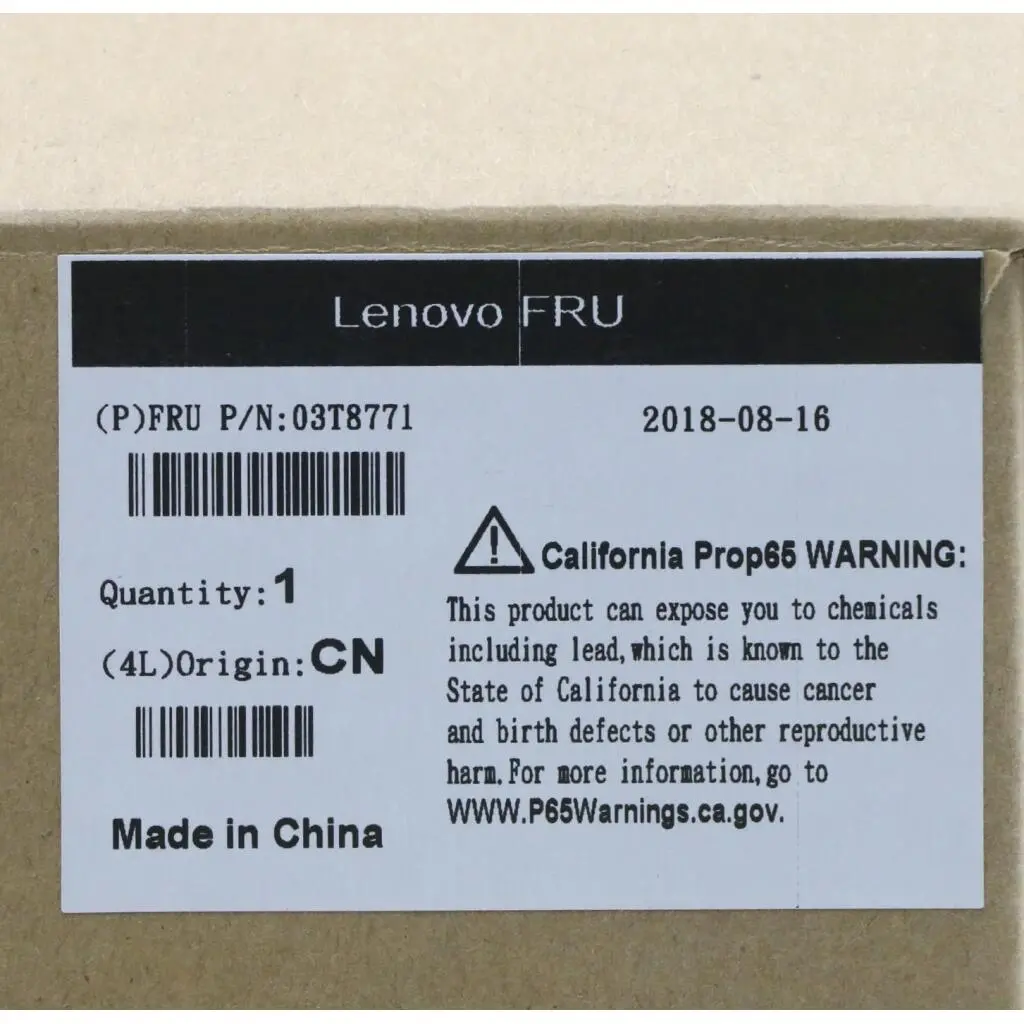 Lenovo FRU
(P)FRU P/N:03T8771
2018-08-16
Quantity:1
(4L)Origin:CN
Made in China
California Prop65 WARNING:
This product can expose you to chemicals
including lead,which is known to the
State of California to cause cancer
and birth defects or other reproductive
harm.For more information,go to
WWW.P65Warnings.ca.gov.